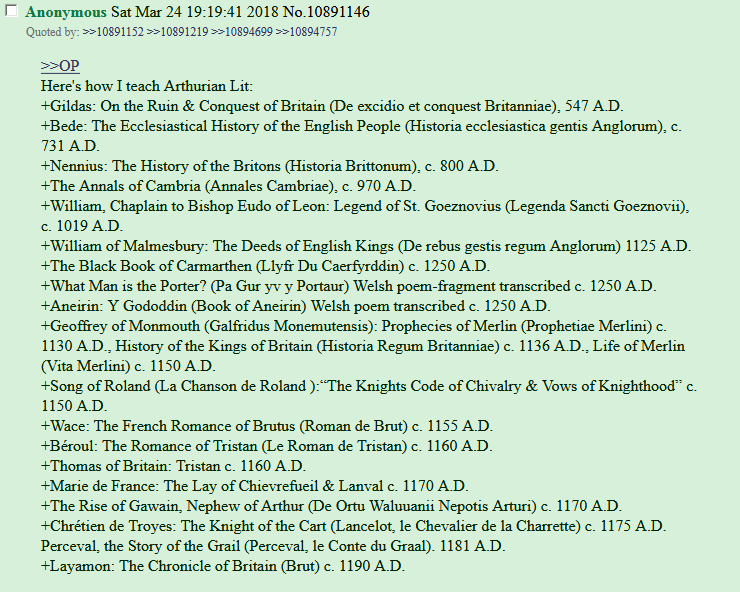 Anonymous Sat Mar 24 19:19:41 2018 No.10891146
Quoted by: >>10891152 >>10891219 >>10894699 >>10894757
>>OP
Here's how I teach Arthurian Lit:
+Gildas: On the Ruin & Conquest of Britain (De excidio et conquest Britanniae), 547 A.D.
+Bede: The Ecclesiastical History of the English People (Historia ecclesiastica gentis Anglorum), c.
731 A.D.
+Nennius: The History of the Britons (Historia Brittonum), c. 800 A.D.
+The Annals of Cambria (Annales Cambriae), c. 970 A.D.
+William, Chaplain to Bishop Eudo of Leon: Legend of St. Goeznovius (Legenda Sancti Goeznovii),
c. 1019 A.D.
+William of Malmesbury: The Deeds of English Kings (De rebus gestis regum Anglorum) 1125 A.D.
+The Black Book of Carmarthen (Llyfr Du Caerfyrddin) c. 1250 A.D.
+What Man is the Porter? (Pa Gur yv y Portaur) Welsh poem-fragment transcribed c. 1250 A.D.
+Aneirin: Y Gododdin (Book of Aneirin) Welsh poem transcribed c. 1250 A.D.
+Geoffrey of Monmouth (Galfridus Monemutensis): Prophecies of Merlin (Prophetiae Merlini) c.
1130 A.D., History of the Kings of Britain (Historia Regum Britanniae) c. 1136 A.D., Life of Merlin
(Vita Merlini) c. 1150 A.D.
+Song of Roland (La Chanson de Roland ):“The Knights Code of Chivalry & Vows of Knighthood” c.
1150 A.D.
+Wace: The French Romance of Brutus (Roman de Brut) c. 1155 A.D.
+Béroul: The Romance of Tristan (Le Roman de Tristan) c. 1160 A.D.
+Thomas of Britain: Tristan c. 1160 A.D.
+Marie de France: The Lay of Chievrefueil & Lanval c. 1170 A.D.
+The Rise of Gawain, Nephew of Arthur (De Ortu Waluuanii Nepotis Arturi) c. 1170 A.D.
+Chrétien de Troyes: The Knight of the Cart (Lancelot, le Chevalier de la Charrette) c. 1175 A.D.
Perceval, the Story of the Grail (Perceval, le Conte du Graal). 1181 A.D.
+Layamon: The Chronicle of Britain (Brut) c. 1190 A.D.